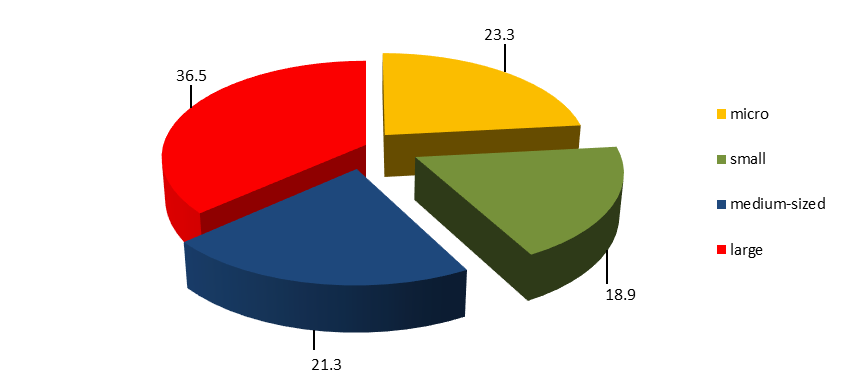 23.3
36.5
micro
small
medium-sized
large
18.9
21.3